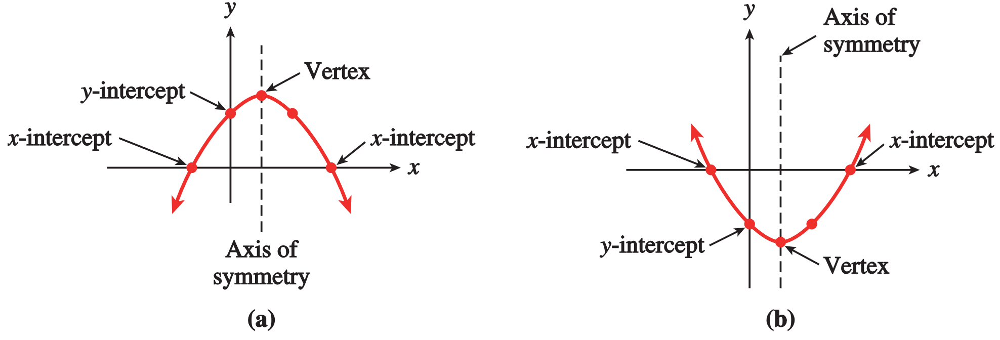 y
Vertex
y-intercept
x-intercept
x-intercept
x
Axis of
symmetry
(a)
y
Axis of
symmetry
x-intercept
x-intercept
x
y-intercept
Vertex
(b)